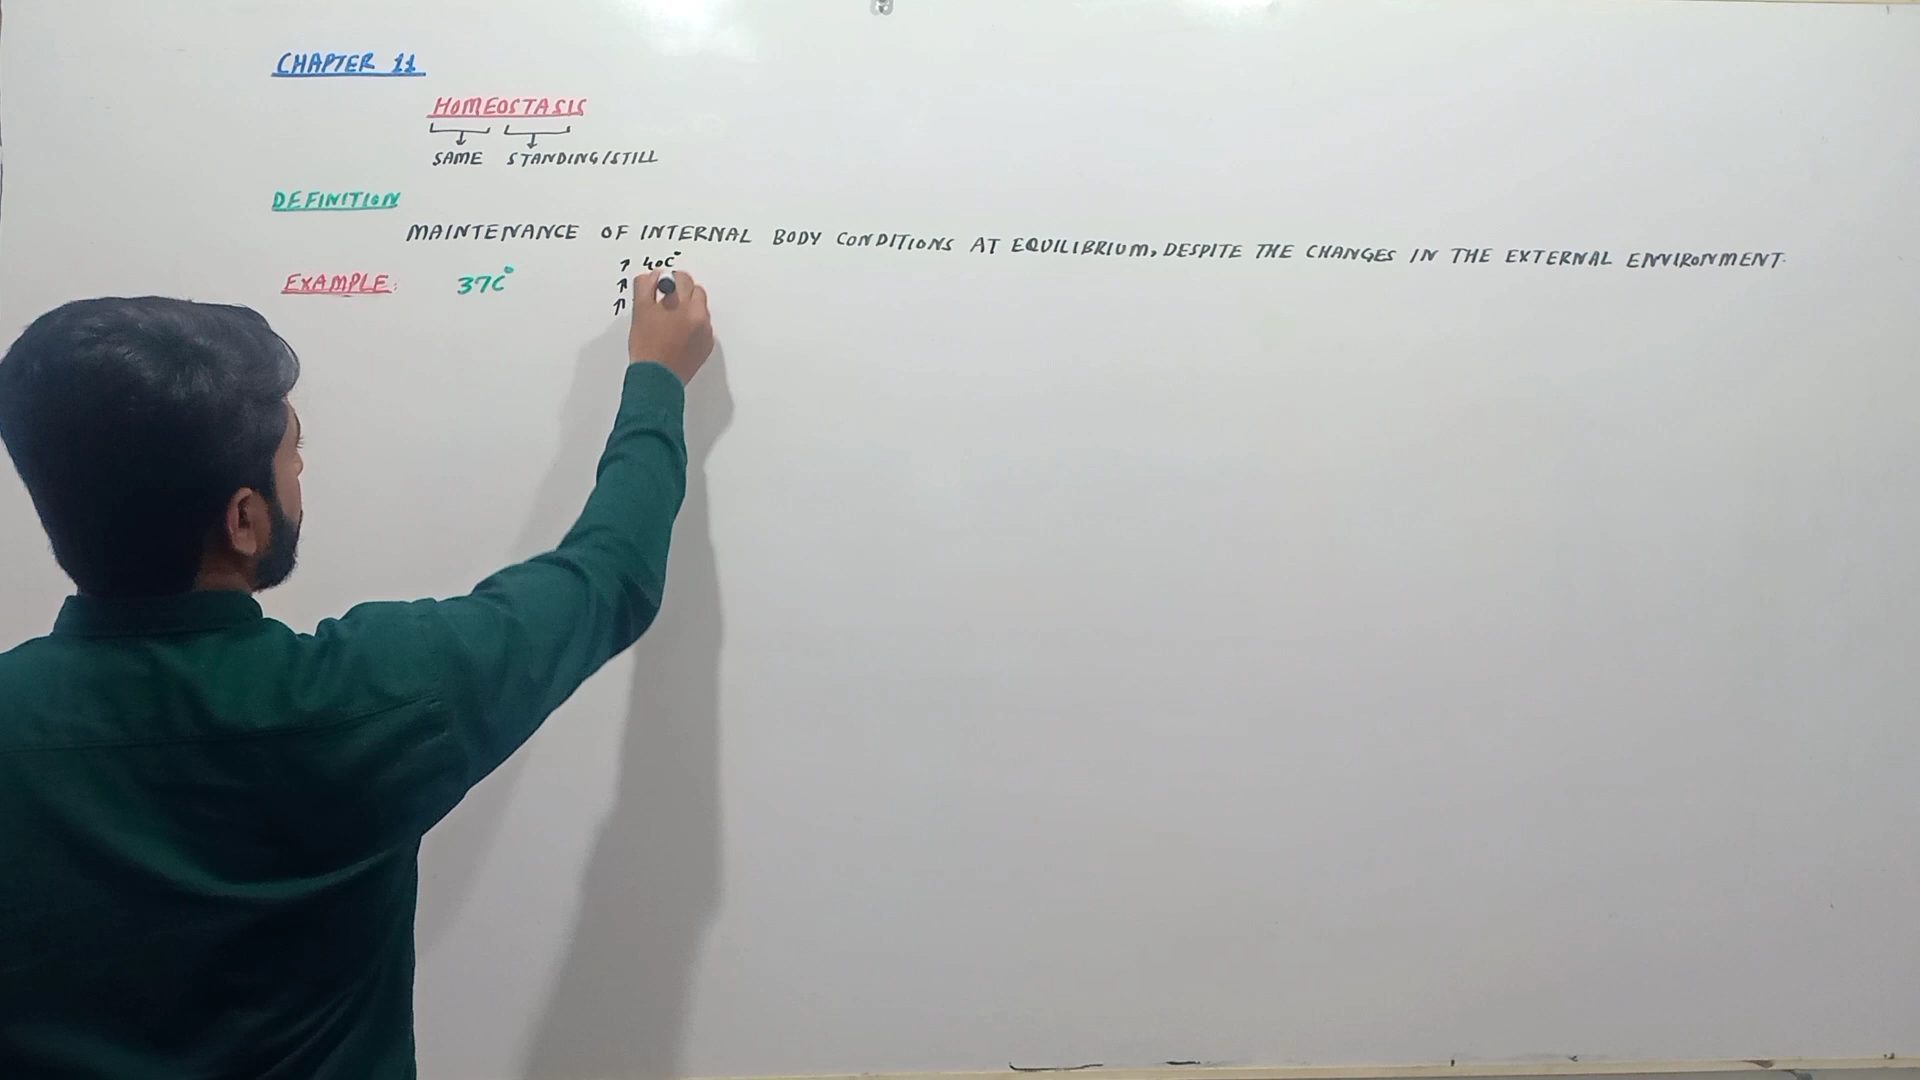 CHAPTER 11
HOMEOSTASIS
SAME STANDING/STILL
DEFINITION
MAINTENANCE OF INTERNAL BODY CONDITIONS AT EQUILIBRIUM, DESPITE THE CHANGES IN THE EXTERNAL ENVIRONMENT.
↑ 40C°
EXAMPLE: 37C° ↑
↑